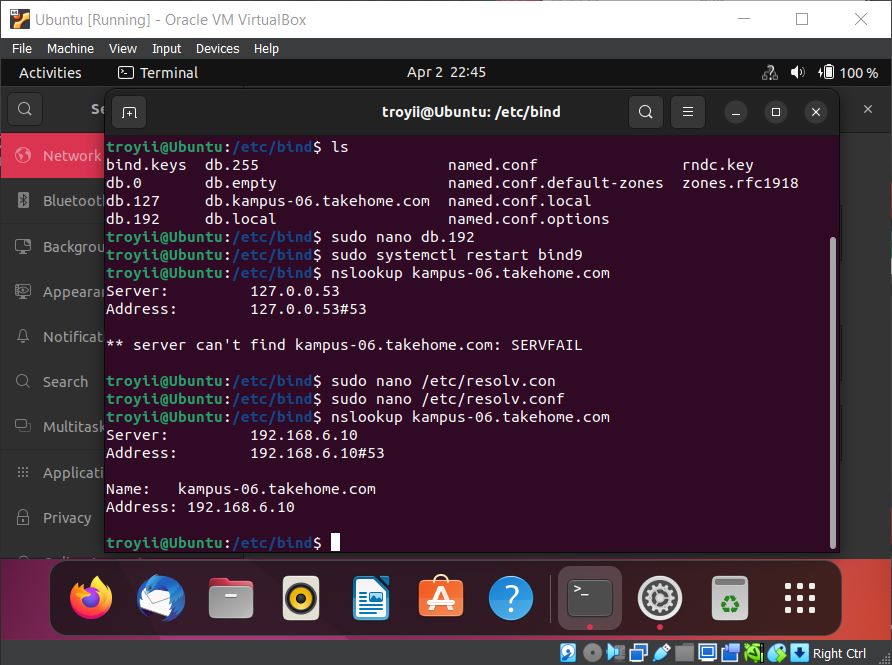 Ubuntu [Running] - Oracle VM VirtualBox
File Machine View Input Devices Help
Activities Terminal Apr 2 22:45 100 %
troyii@Ubuntu: /etc/bind
Network
Bluetoot
Backgrou
Appeara
Notificat
Search
Multitask
Applicati
Privacy
troyii@Ubuntu:/etc/bind$ ls
bind.keys db.255 named.conf rndc.key
db.0 db.empty named.conf.default-zones zones.rfc1918
db.127 db.kampus-06.takehome.com named.conf.local
db.192 db.local named.conf.options
troyii@Ubuntu:/etc/bind$ sudo nano db.192
troyii@Ubuntu:/etc/bind$ sudo systemctl restart bind9
troyii@Ubuntu:/etc/bind$ nslookup kampus-06.takehome.com
Server: 127.0.0.53
Address: 127.0.0.53#53
** server can't find kampus-06.takehome.com: SERVFAIL
troyii@Ubuntu:/etc/bind$ sudo nano /etc/resolv.con
troyii@Ubuntu:/etc/bind$ sudo nano /etc/resolv.conf
troyii@Ubuntu:/etc/bind$ nslookup kampus-06.takehome.com
Server: 192.168.6.10
Address: 192.168.6.10#53
Name: kampus-06.takehome.com
Address: 192.168.6.10
troyii@Ubuntu:/etc/bind$
Right Ctrl